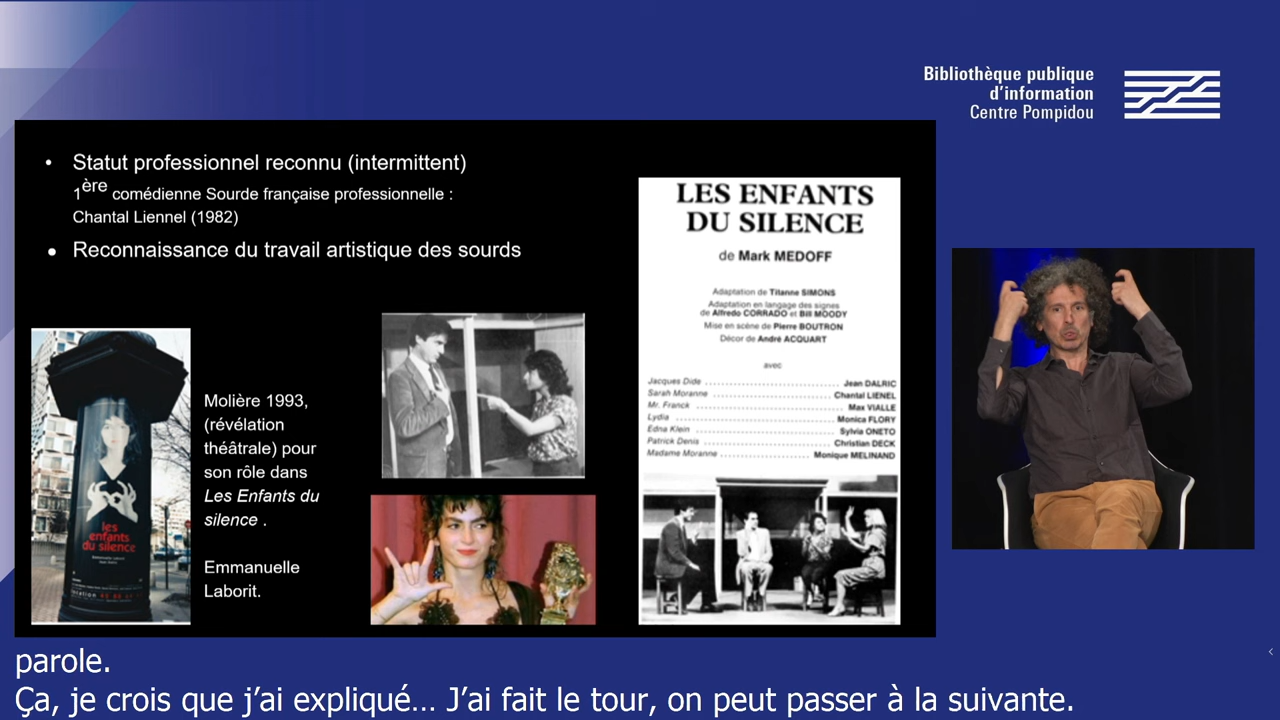 Bibliothèque publique
d'information
Centre Pompidou
• Statut professionnel reconnu (intermittent)
1ère comédienne Sourde française professionnelle :
Chantal Liennel (1982)
• Reconnaissance du travail artistique des sourds
LES ENFANTS
DU SILENCE
de Mark MEDOFF
Adaptation de Titanne SIMONS
Adaptation en langage des signes
de Alfredo CORRADO et Bill MOODY
Mise en scène de Pierre BOUTRON
Décor de André ACQUART
avec
Jacques Dide ........ Jean DALRIC
Sarah Moranne ........ Chantal LIENEL
Mr. Franck ........ Max VIALLE
Lydia ........ Monica FLORY
Edna Klein ........ Sylvia ONETO
Patrick Denis ........ Christian DECK
Madame Moranne ........ Monique MELINAND
les
enfants
du silence
Molière 1993,
(révélation
théâtrale) pour
son rôle dans
Les Enfants du
silence .
Emmanuelle
Laborit.
parole.
Ça, je crois que j'ai expliqué… J'ai fait le tour, on peut passer à la suivante.